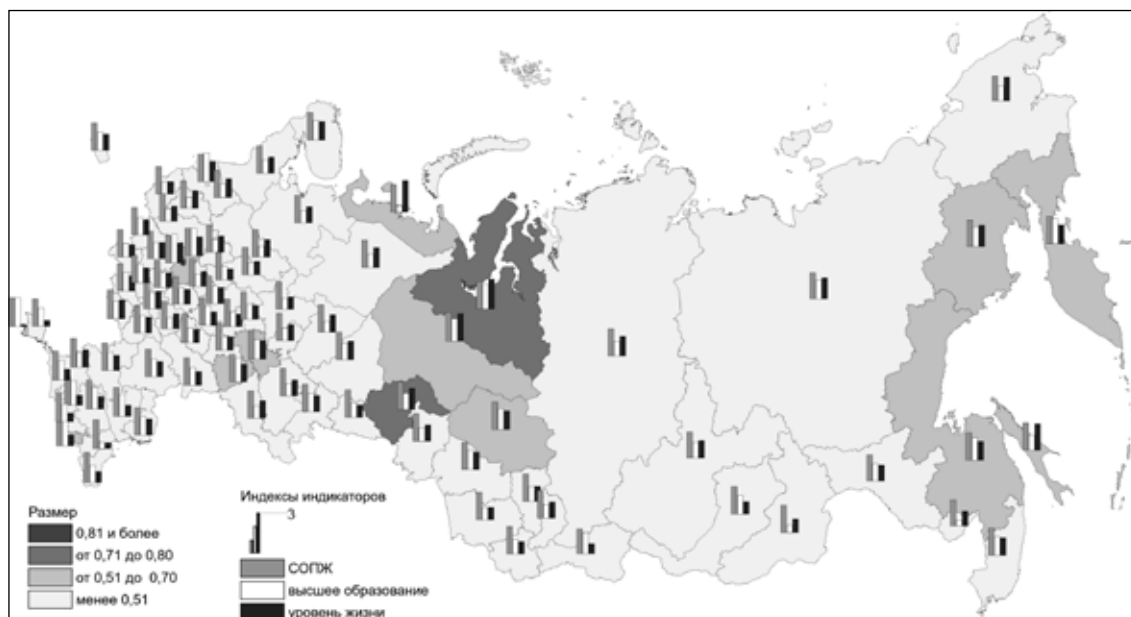 Размер
0,81 и более
от 0,71 до 0,80
от 0,51 до 0,70
менее 0,51
Индексы индикаторов
3
СОПЖ
высшее образование
уровень жизни